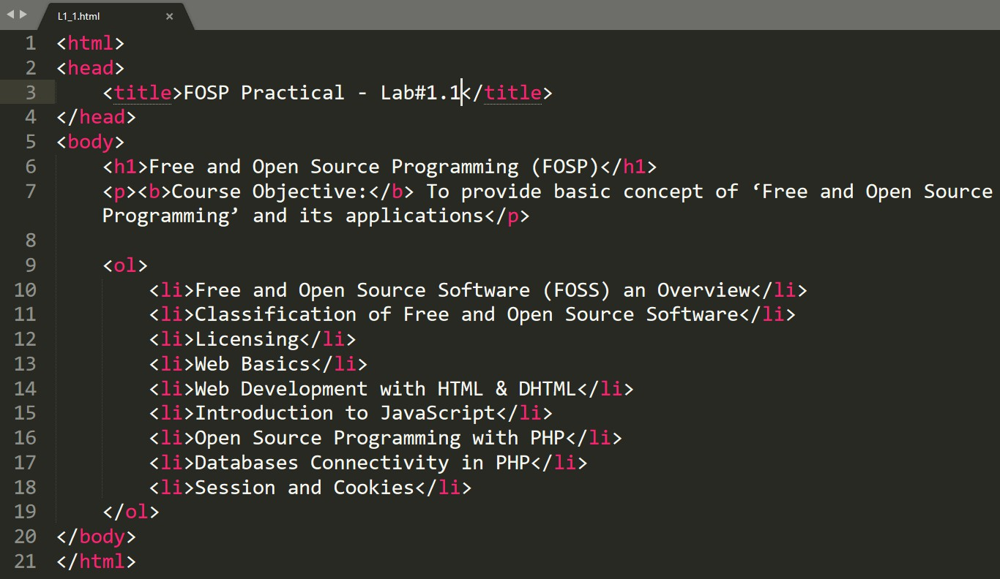 L1_1.html ×
1 <html>
2 <head>
3     <title>FOSP Practical - Lab#1.1</title>
4 </head>
5 <body>
6     <h1>Free and Open Source Programming (FOSP)</h1>
7     <p><b>Course Objective:</b> To provide basic concept of ‘Free and Open Source
    Programming’ and its applications</p>
8
9     <ol>
10         <li>Free and Open Source Software (FOSS) an Overview</li>
11         <li>Classification of Free and Open Source Software</li>
12         <li>Licensing</li>
13         <li>Web Basics</li>
14         <li>Web Development with HTML & DHTML</li>
15         <li>Introduction to JavaScript</li>
16         <li>Open Source Programming with PHP</li>
17         <li>Databases Connectivity in PHP</li>
18         <li>Session and Cookies</li>
19     </ol>
20 </body>
21 </html>